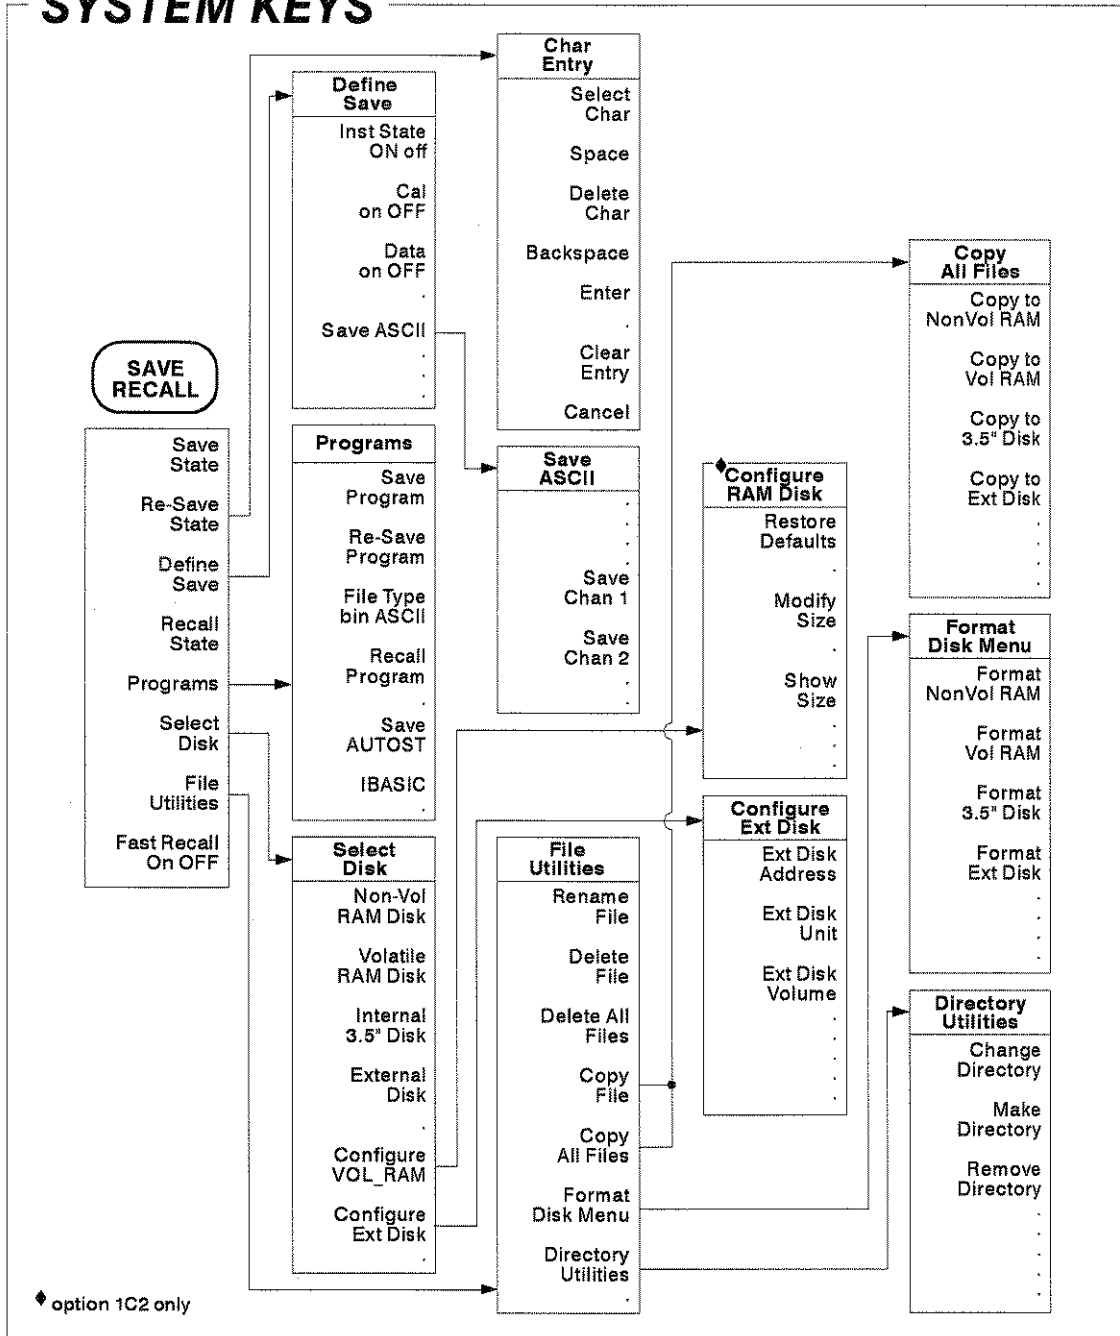 SYSTEM KEYS
SAVE
RECALL
Save
State
Re-Save
State
Define
Save
Recall
State
Programs
Select
Disk
File
Utilities
Fast Recall
On OFF
Define
Save
Inst State
ON off
Cal
on OFF
Data
on OFF
.
Save ASCII
.
.
.
Programs
Save
Program
Re-Save
Program
File Type
bin ASCII
Recall
Program
.
Save
AUTOST
IBASIC
.
Select
Disk
Non-Vol
RAM Disk
Volatile
RAM Disk
Internal
3.5" Disk
External
Disk
.
Configure
VOL_RAM
Configure
Ext Disk
.
Char
Entry
Select
Char
Space
Delete
Char
Backspace
Enter
.
Clear
Entry
Cancel
Save
ASCII
.
.
.
Save
Chan 1
Save
Chan 2
.
.
File
Utilities
Rename
File
Delete
File
Delete All
Files
Copy
File
Copy
All Files
Format
Disk Menu
Directory
Utilities
.
♦Configure
RAM Disk
Restore
Defaults
.
Modify
Size
.
Show
Size
.
.
.
Configure
Ext Disk
Ext Disk
Address
Ext Disk
Unit
Ext Disk
Volume
.
.
.
.
.
Copy
All Files
Copy to
NonVol RAM
Copy to
Vol RAM
Copy to
3.5" Disk
Copy to
Ext Disk
.
.
.
.
Format
Disk Menu
Format
NonVol RAM
Format
Vol RAM
Format
3.5" Disk
Format
Ext Disk
.
.
.
.
Directory
Utilities
Change
Directory
Make
Directory
Remove
Directory
.
.
.
.
.
♦ option 1C2 only